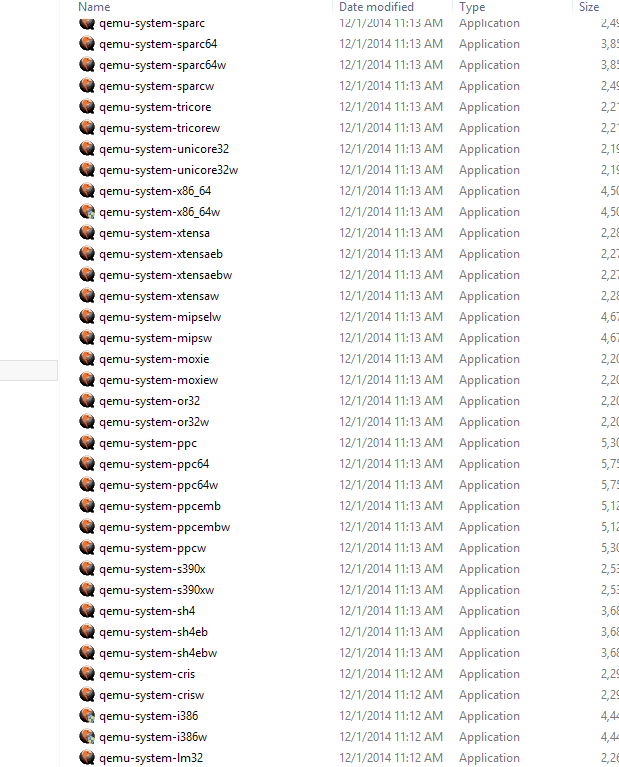 Name Date modified Type Size
qemu-system-sparc 12/1/2014 11:13 AM Application 2,49
qemu-system-sparc64 12/1/2014 11:13 AM Application 3,85
qemu-system-sparc64w 12/1/2014 11:13 AM Application 3,85
qemu-system-sparcw 12/1/2014 11:13 AM Application 2,49
qemu-system-tricore 12/1/2014 11:13 AM Application 2,21
qemu-system-tricorew 12/1/2014 11:13 AM Application 2,21
qemu-system-unicore32 12/1/2014 11:13 AM Application 2,19
qemu-system-unicore32w 12/1/2014 11:13 AM Application 2,19
qemu-system-x86_64 12/1/2014 11:13 AM Application 4,50
qemu-system-x86_64w 12/1/2014 11:13 AM Application 4,50
qemu-system-xtensa 12/1/2014 11:13 AM Application 2,28
qemu-system-xtensaeb 12/1/2014 11:13 AM Application 2,27
qemu-system-xtensaebw 12/1/2014 11:13 AM Application 2,27
qemu-system-xtensaw 12/1/2014 11:13 AM Application 2,28
qemu-system-mipselw 12/1/2014 11:13 AM Application 4,67
qemu-system-mipsw 12/1/2014 11:13 AM Application 4,67
qemu-system-moxie 12/1/2014 11:13 AM Application 2,20
qemu-system-moxiew 12/1/2014 11:13 AM Application 2,20
qemu-system-or32 12/1/2014 11:13 AM Application 2,20
qemu-system-or32w 12/1/2014 11:13 AM Application 2,20
qemu-system-ppc 12/1/2014 11:13 AM Application 5,30
qemu-system-ppc64 12/1/2014 11:13 AM Application 5,75
qemu-system-ppc64w 12/1/2014 11:13 AM Application 5,75
qemu-system-ppcemb 12/1/2014 11:13 AM Application 5,12
qemu-system-ppcembw 12/1/2014 11:13 AM Application 5,12
qemu-system-ppcw 12/1/2014 11:13 AM Application 5,30
qemu-system-s390x 12/1/2014 11:13 AM Application 2,53
qemu-system-s390xw 12/1/2014 11:13 AM Application 2,53
qemu-system-sh4 12/1/2014 11:13 AM Application 3,68
qemu-system-sh4eb 12/1/2014 11:13 AM Application 3,68
qemu-system-sh4ebw 12/1/2014 11:13 AM Application 3,68
qemu-system-cris 12/1/2014 11:12 AM Application 2,29
qemu-system-crisw 12/1/2014 11:12 AM Application 2,29
qemu-system-i386 12/1/2014 11:12 AM Application 4,44
qemu-system-i386w 12/1/2014 11:12 AM Application 4,44
qemu-system-lm32 12/1/2014 11:12 AM Application 2,26